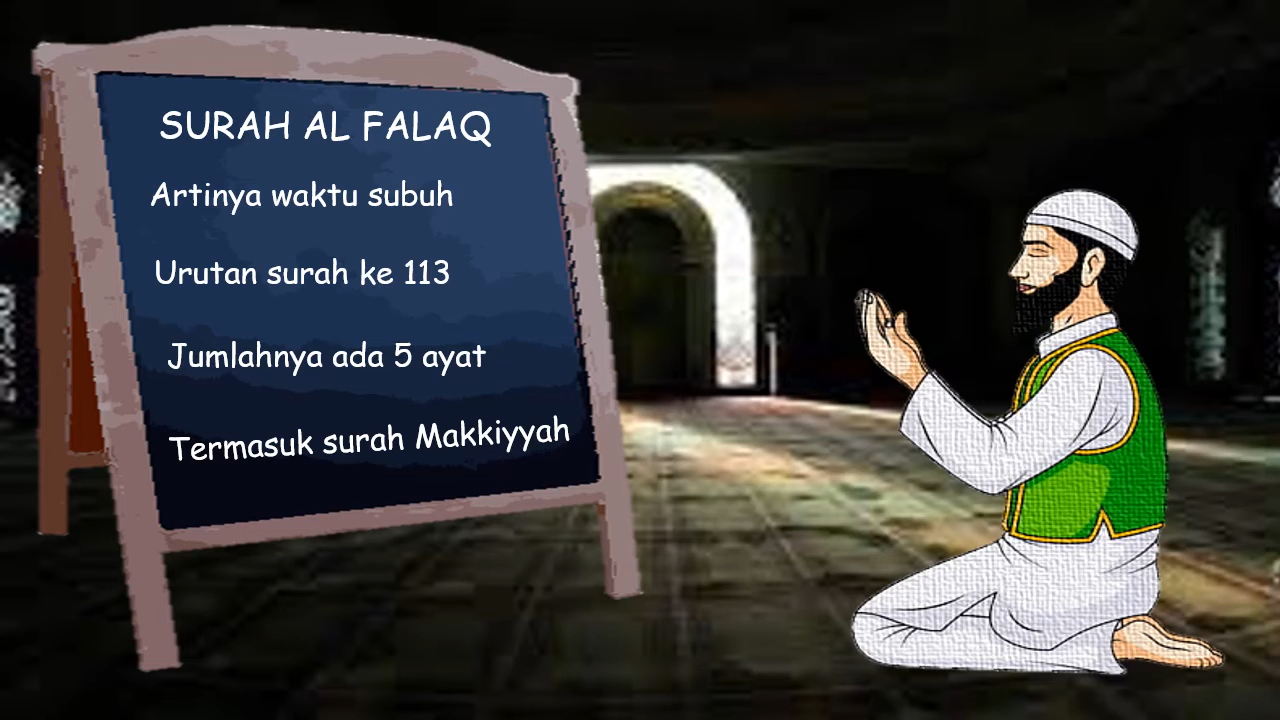 SURAH AL FALAQ
Artinya waktu subuh
Urutan surah ke 113
Jumlahnya ada 5 ayat
Termasuk surah Makkiyyah